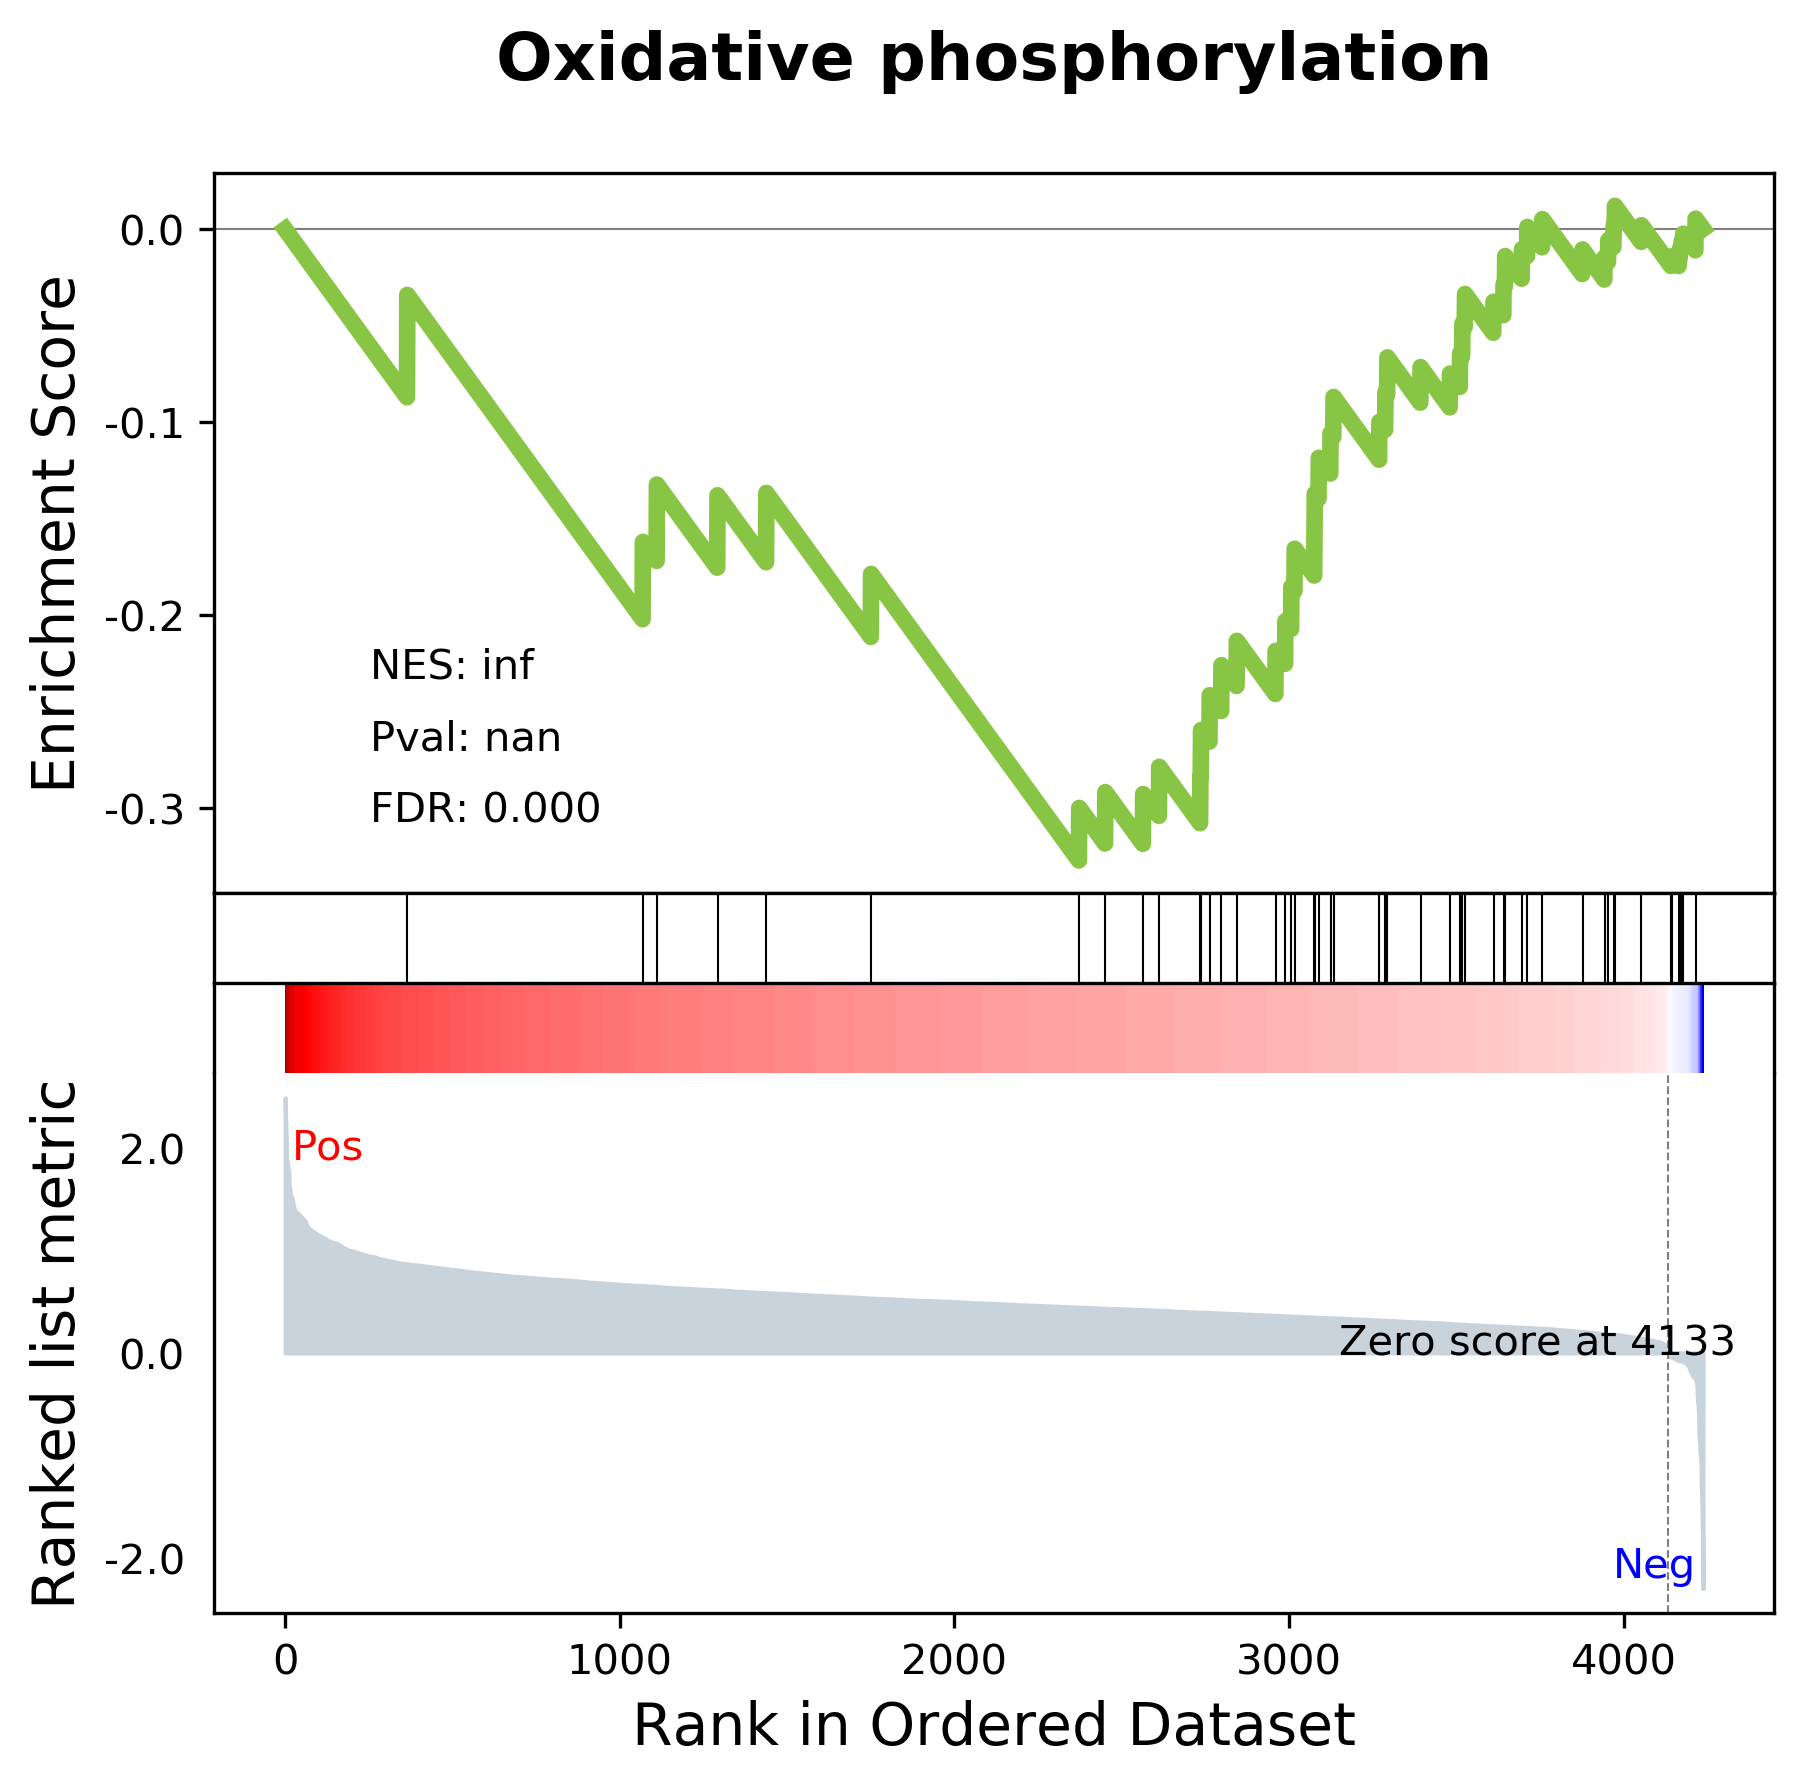 Oxidative phosphorylation
Enrichment Score
0.0
-0.1
-0.2
-0.3
NES: inf
Pval: nan
FDR: 0.000
Ranked list metric
2.0
0.0
-2.0
Pos
Zero score at 4133
Neg
0 1000 2000 3000 4000
Rank in Ordered Dataset